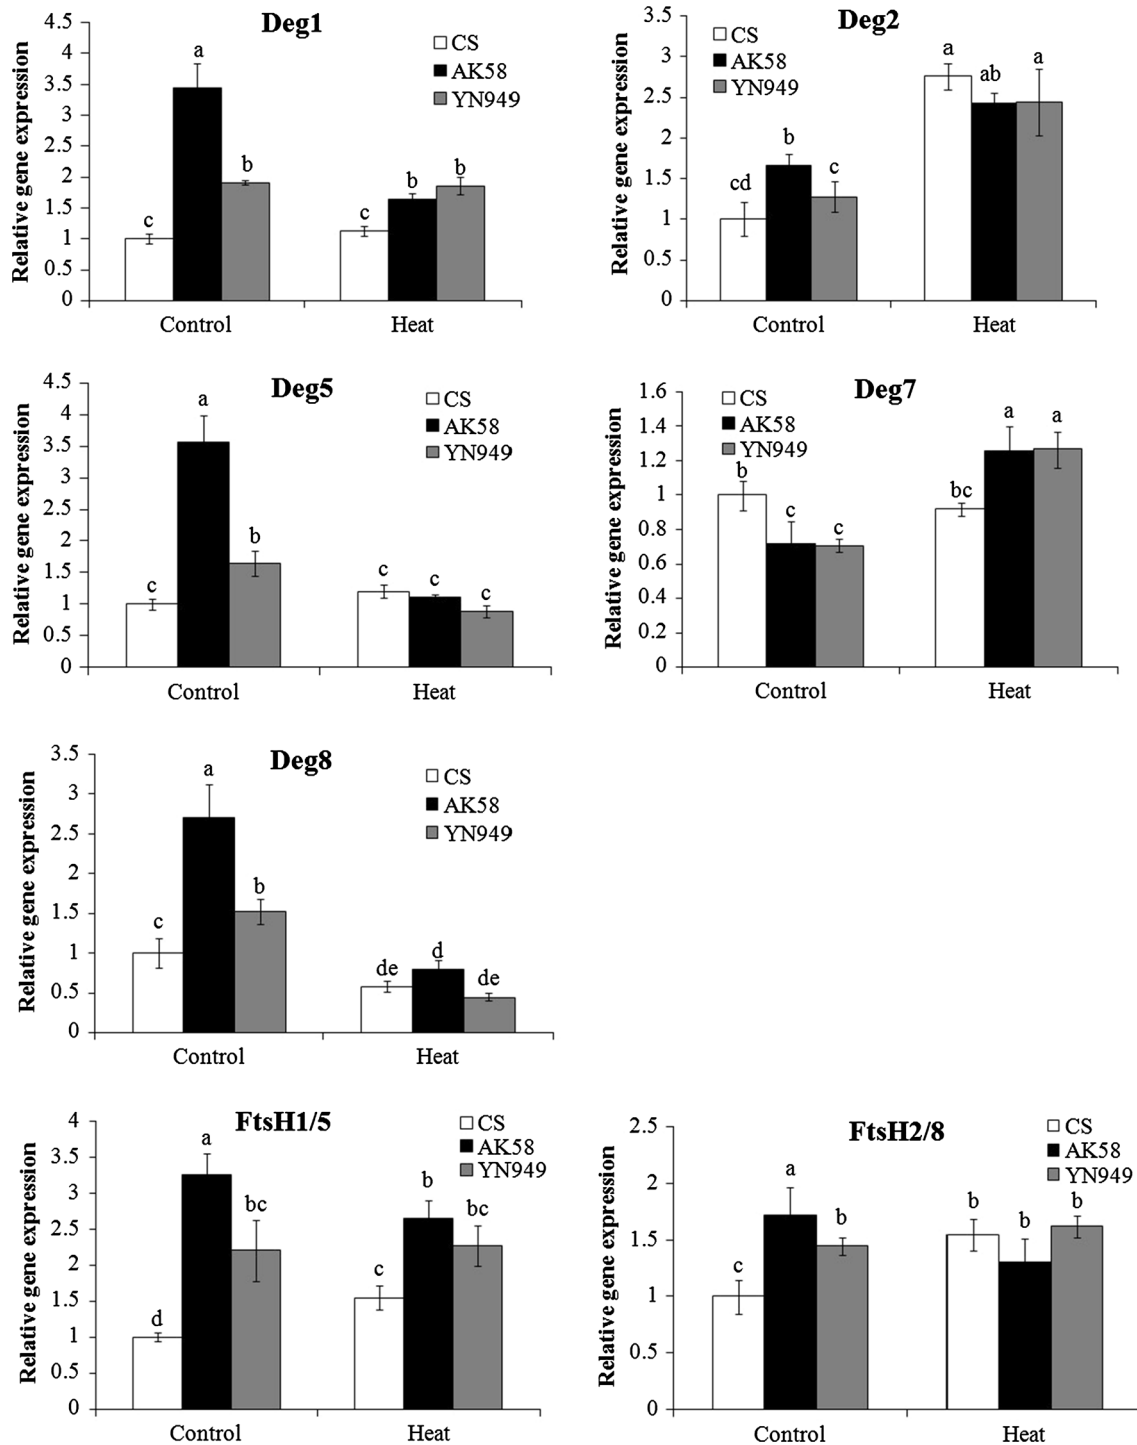 Deg1
Relative gene expression
4.5
4
3.5
3
2.5
2
1.5
1
0.5
0
CS
AK58
YN949
c
a
b
c
b
b
Control
Heat
Deg2
Relative gene expression
3.5
3
2.5
2
1.5
1
0.5
0
CS
AK58
YN949
cd
b
c
a
ab
a
Control
Heat
Deg5
Relative gene expression
4.5
4
3.5
3
2.5
2
1.5
1
0.5
0
CS
AK58
YN949
c
a
b
c
c
c
Control
Heat
Deg7
Relative gene expression
1.6
1.4
1.2
1
0.8
0.6
0.4
0.2
0
CS
AK58
YN949
b
c
c
bc
a
a
Control
Heat
Deg8
Relative gene expression
3.5
3
2.5
2
1.5
1
0.5
0
CS
AK58
YN949
c
a
b
de
d
de
Control
Heat
FtsH1/5
Relative gene expression
4
3.5
3
2.5
2
1.5
1
0.5
0
CS
AK58
YN949
d
a
bc
c
b
bc
Control
Heat
FtsH2/8
Relative gene expression
2.5
2
1.5
1
0.5
0
CS
AK58
YN949
c
a
b
b
b
b
Control
Heat